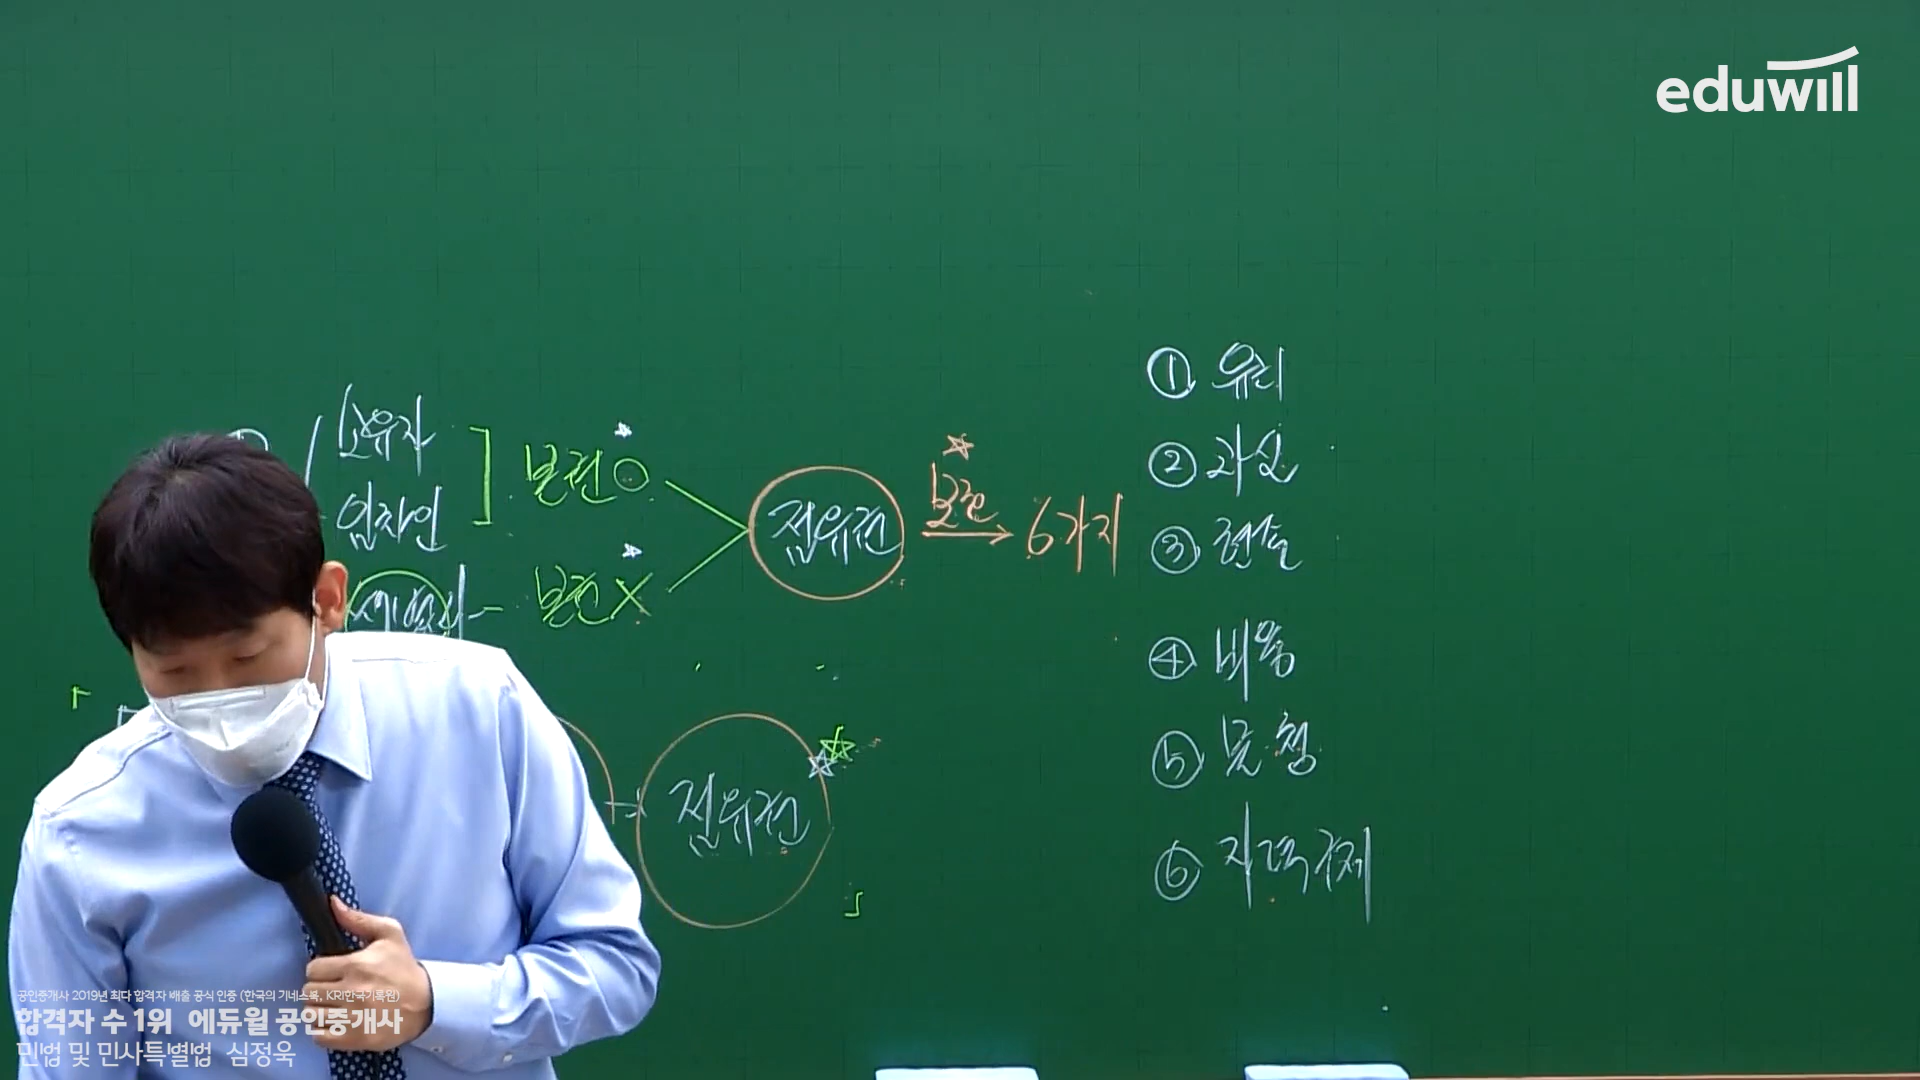 eduwill
① 유리
② 과실
③ 현실
④ 비용
⑤ 물.청
⑥ 자력구제
소유자
임차인
본권○
본권X
점유권
보호
6가지
점유권
공인중개사 2019년 최다 합격자 배출 공식 인증 (한국의 기네스북, KRI한국기록원)
합격자 수 1위 에듀윌 공인중개사
민법 및 민사특별법 심정욱